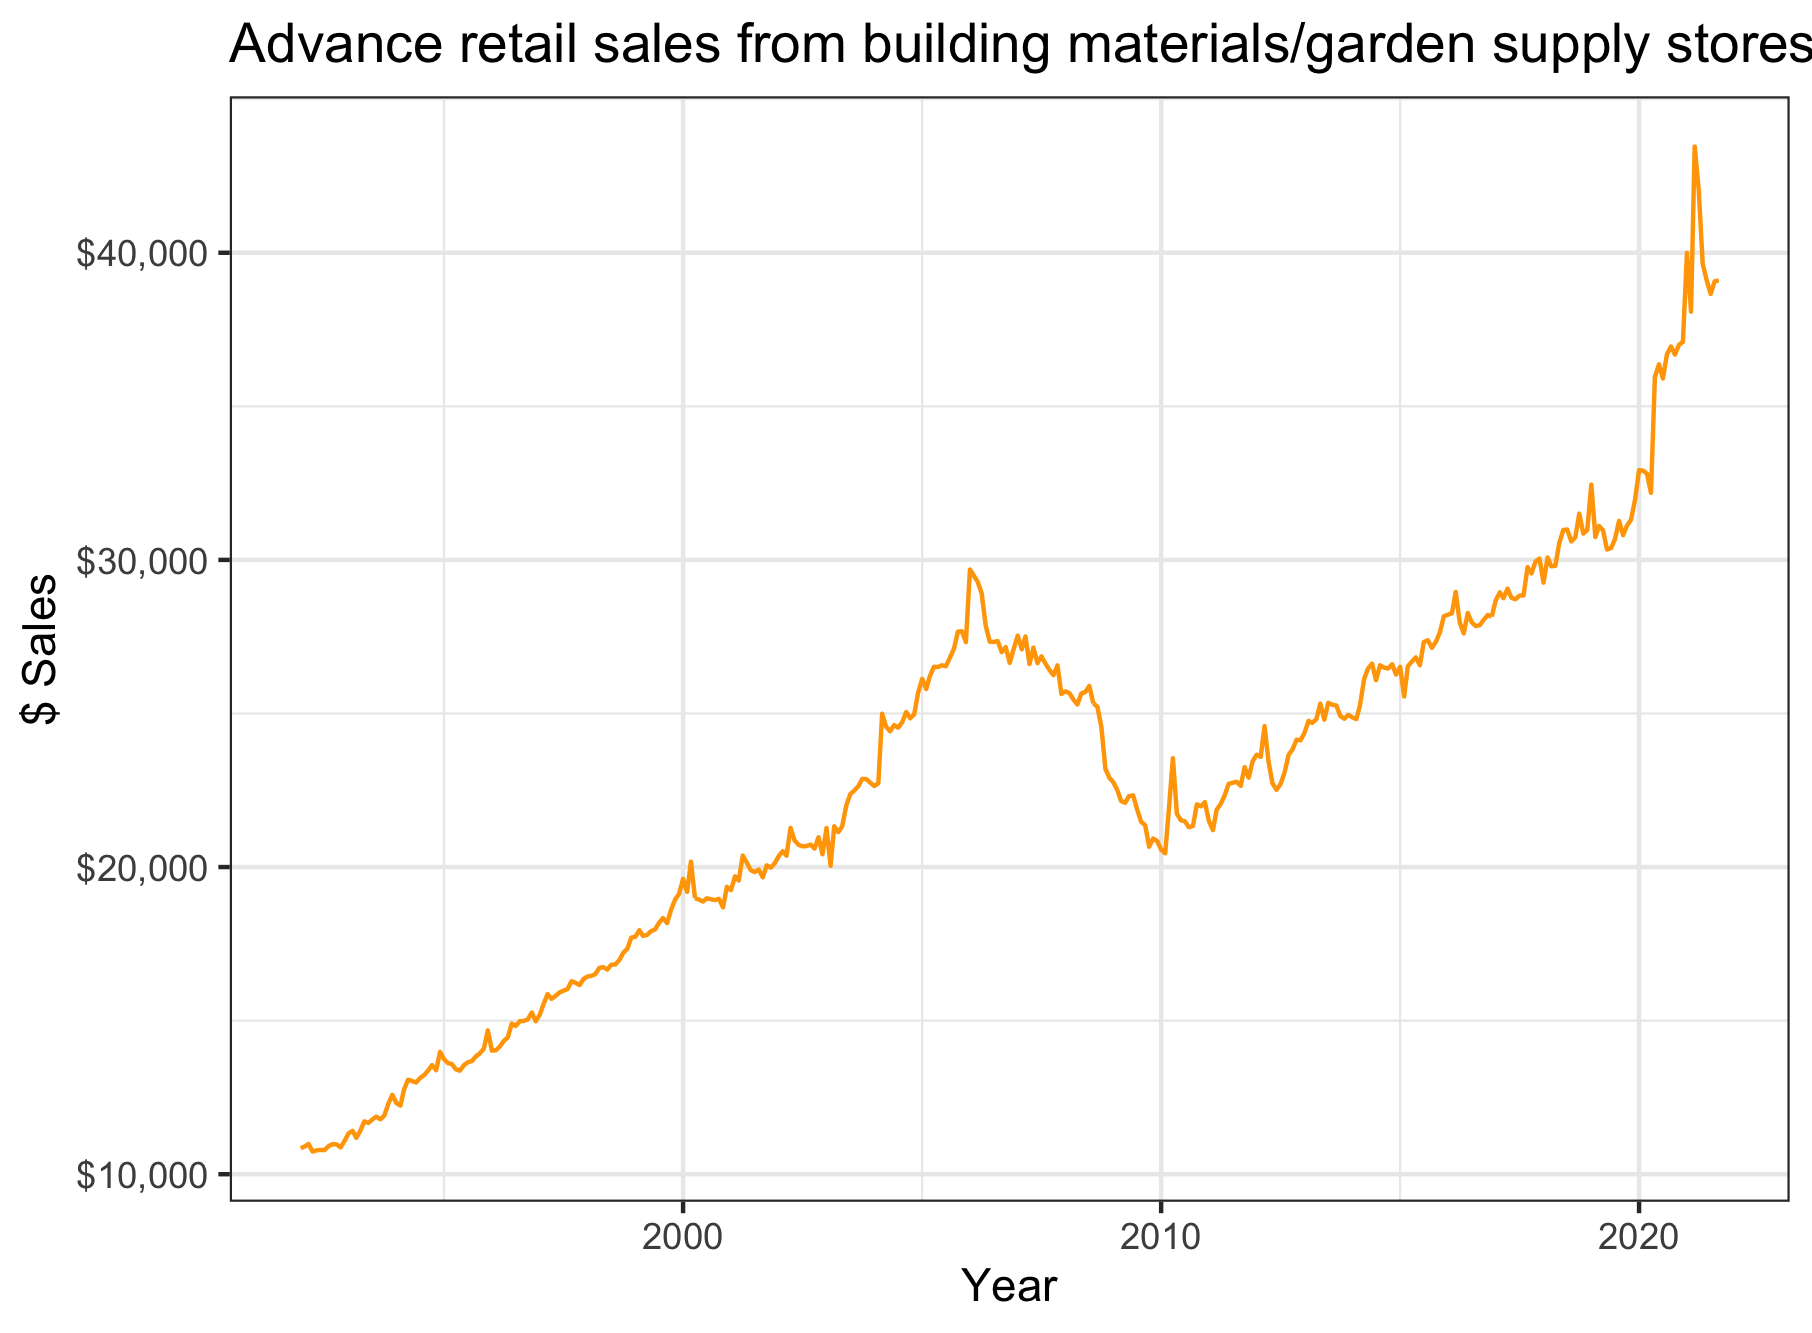 Advance retail sales from building materials/garden supply stores
$ Sales
$40,000
$30,000
$20,000
$10,000
2000 2010 2020
Year